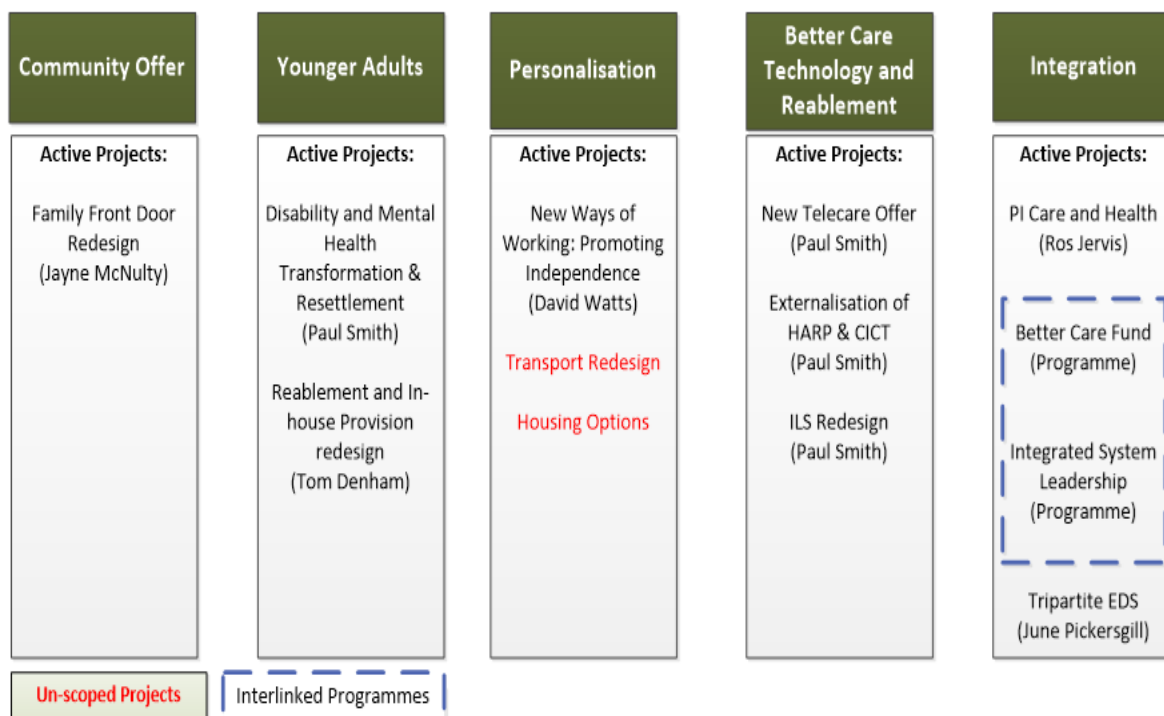 Community Offer
Active Projects:
Family Front Door
Redesign
(Jayne McNulty)
Younger Adults
Active Projects:
Disability and Mental
Health
Transformation &
Resettlement
(Paul Smith)
Reablement and In-
house Provision
redesign
(Tom Denham)
Personalisation
Active Projects:
New Ways of
Working: Promoting
Independence
(David Watts)
Transport Redesign
Housing Options
Better Care
Technology and
Reablement
Active Projects:
New Telecare Offer
(Paul Smith)
Externalisation of
HARP & CICT
(Paul Smith)
ILS Redesign
(Paul Smith)
Integration
Active Projects:
PI Care and Health
(Ros Jervis)
Better Care Fund
(Programme)
Integrated System
Leadership
(Programme)
Tripartite EDS
(June Pickersgill)
Un-scoped Projects
Interlinked Programmes